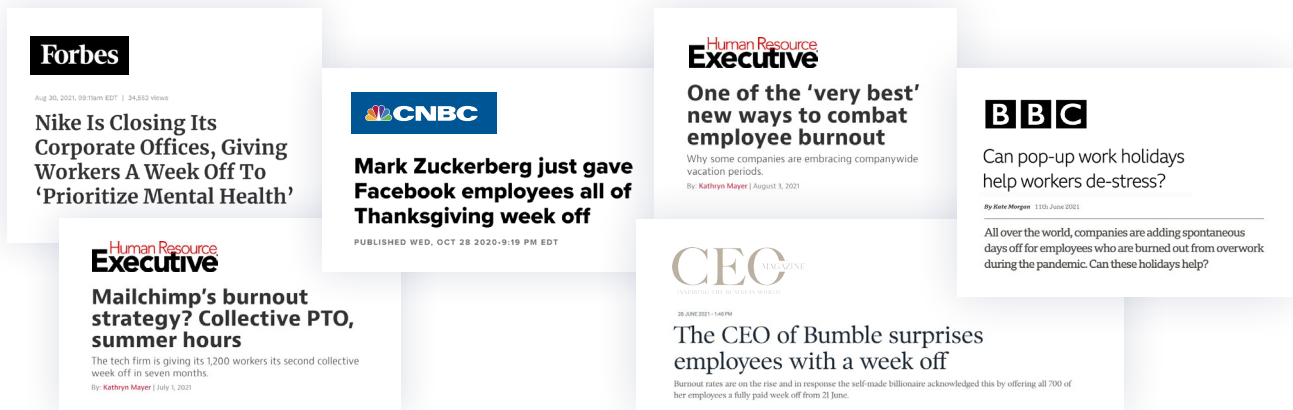 Forbes
Aug 30, 2021, 09:11am EDT | 34,552 views
Nike Is Closing Its
Corporate Offices, Giving
Workers A Week Off To
‘Prioritize Mental Health’
CNBC
Mark Zuckerberg just gave
Facebook employees all of
Thanksgiving week off
PUBLISHED WED, OCT 28 2020•9:19 PM EDT
Human Resource
Executive
One of the ‘very best’
new ways to combat
employee burnout
Why some companies are embracing companywide
vacation periods.
By: Kathryn Mayer | August 3, 2021
BBC
Can pop-up work holidays
help workers de-stress?
By Kate Morgan 11th June 2021
All over the world, companies are adding spontaneous
days off for employees who are burned out from overwork
during the pandemic. Can these holidays help?
Human Resource
Executive
Mailchimp’s burnout
strategy? Collective PTO,
summer hours
The tech firm is giving its 1,200 workers its second collective
week off in seven months.
By: Kathryn Mayer | July 1, 2021
CEO MAGAZINE
INSPIRING THE BUSINESS WORLD
28 JUNE 2021 - 1:46 PM
The CEO of Bumble surprises
employees with a week off
Burnout rates are on the rise and in response the self-made billionaire acknowledged this by offering all 700 of
her employees a fully paid week off from 21 June.